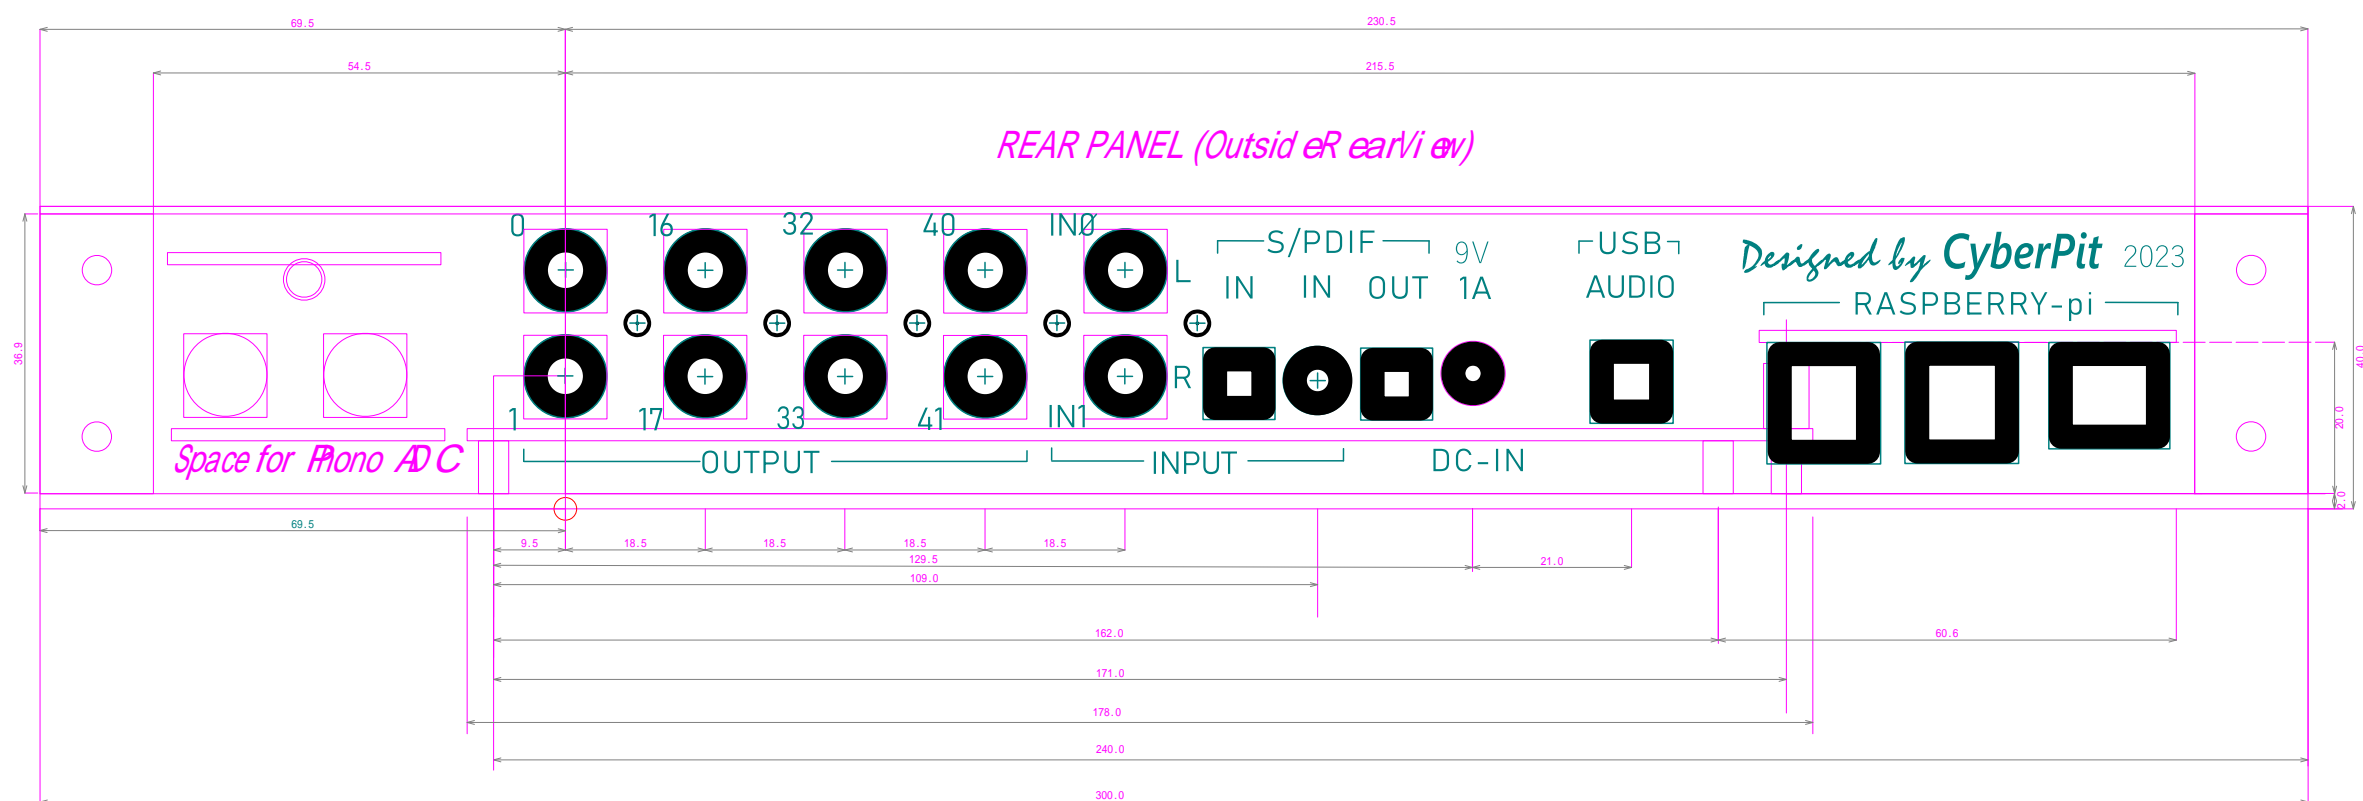 69.5 230.5
54.5 215.5
REAR PANEL (Outsid eR earVi ew)
0 16 32 40 INØ
S/PDIF 9V USB
Designed by CyberPit 2023
L IN IN OUT 1A AUDIO
RASPBERRY-pi
36.9
40.0
R
1 17 33 41 IN1
20.0
Space for Phono ADC
OUTPUT INPUT DC-IN
2.0
69.5
9.5 18.5 18.5 18.5 18.5
129.5 21.0
109.0
162.0 60.6
171.0
178.0
240.0
300.0